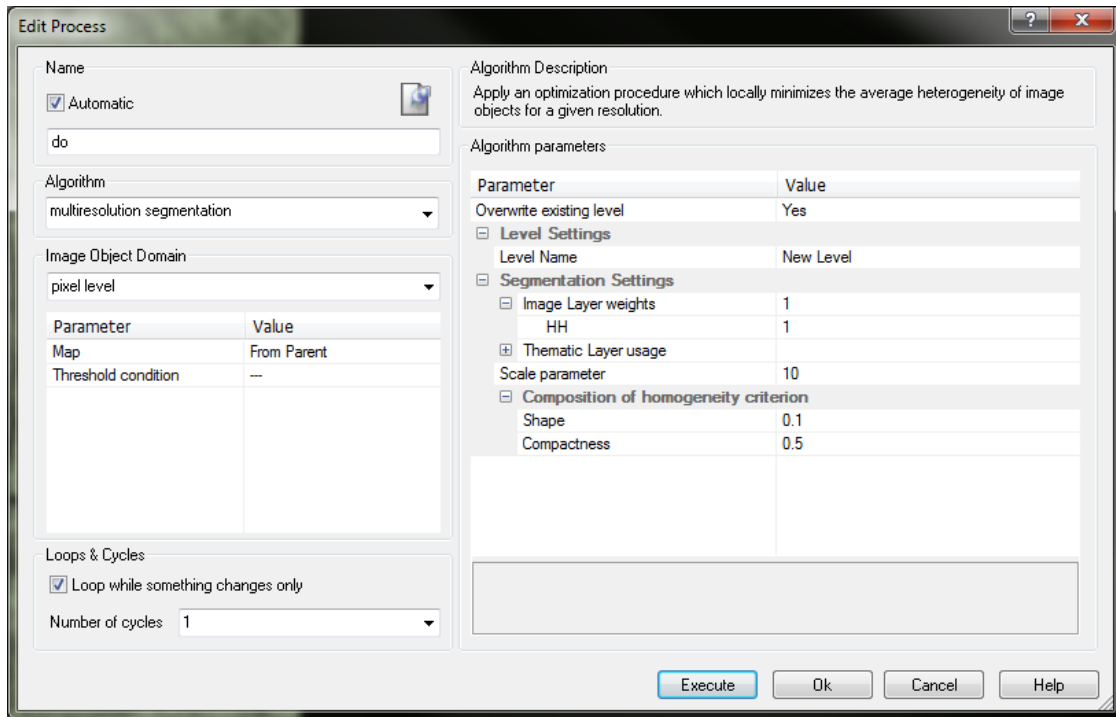 Edit Process
Name
Automatic
do
Algorithm
multiresolution segmentation
Image Object Domain
pixel level
Parameter Value
Map From Parent
Threshold condition ---
Loops & Cycles
Loop while something changes only
Number of cycles 1
Algorithm Description
Apply an optimization procedure which locally minimizes the average heterogeneity of image
objects for a given resolution.
Algorithm parameters
Parameter Value
Overwrite existing level Yes
Level Settings
Level Name New Level
Segmentation Settings
Image Layer weights 1
HH 1
Thematic Layer usage
Scale parameter 10
Composition of homogeneity criterion
Shape 0.1
Compactness 0.5
Execute Ok Cancel Help